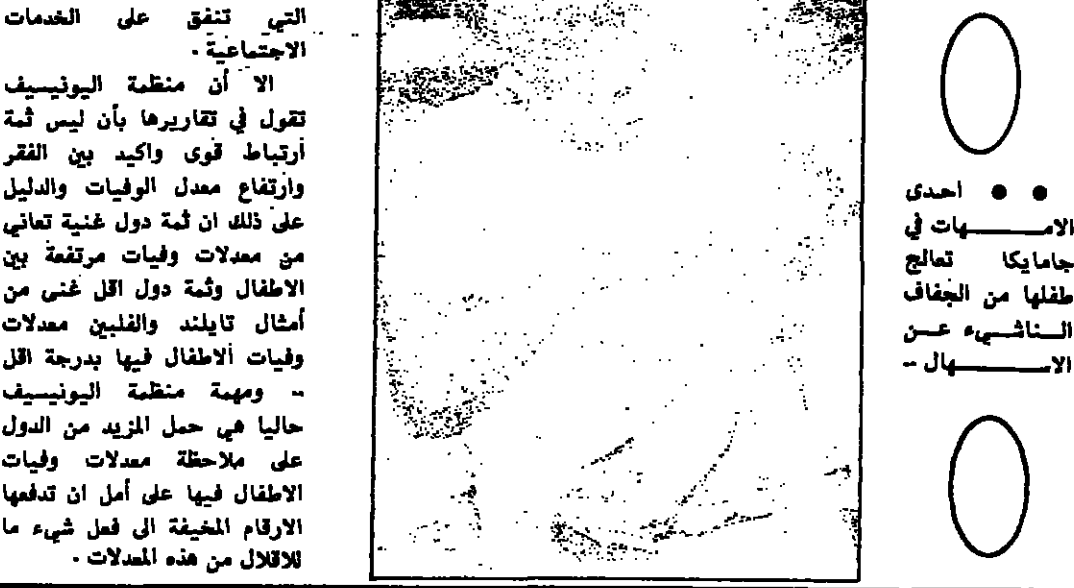 ● ● احدى
الامهات في
جامايكا تعالج
طفلها من الجفاف
الناشىء عن
الاسهال ..
التي تنفق على الخدمات
الاجتماعية .
الا أن منظمة اليونيسيف
تقول في تقاريرها بأن ليس ثمة
أرتباط قوى واكيد بين الفقر
وارتفاع معدل الوفيات والدليل
على ذلك ان ثمة دول غنية تعاني
من معدلات وفيات مرتفعة بين
الاطفال وثمة دول اقل غنى من
أمثال تايلند والفلبين معدلات
وفيات ألاطفال فيها بدرجة اقل
.. ومهمة منظمة اليونيسيف
حاليا هي حمل المزيد من الدول
على ملاحظة معدلات وفيات
الاطفال فيها على أمل ان تدفعها
الارقام المخيفة الى فعل شيء ما
للاقلال من هذه المعدلات .